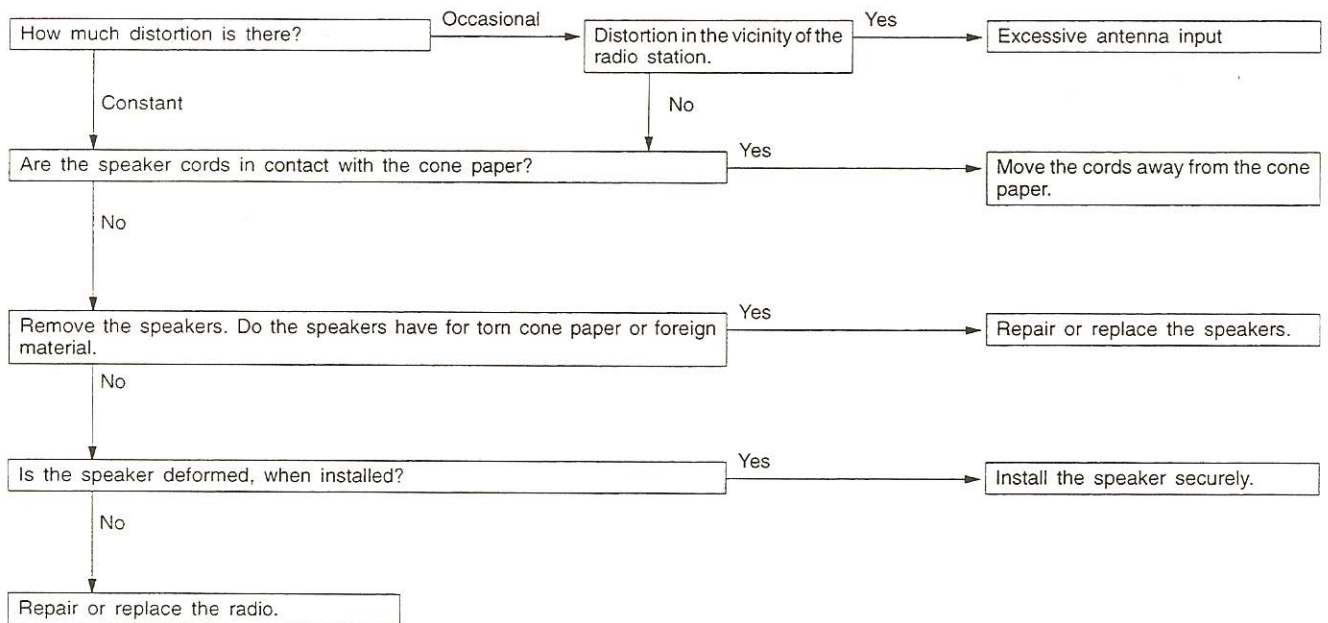 How much distortion is there?
Occasional
Distortion in the vicinity of the
radio station.
Yes
Excessive antenna input
Constant
No
Are the speaker cords in contact with the cone paper?
Yes
Move the cords away from the cone
paper.
No
Remove the speakers. Do the speakers have for torn cone paper or foreign
material.
Yes
Repair or replace the speakers.
No
Is the speaker deformed, when installed?
Yes
Install the speaker securely.
No
Repair or replace the radio.